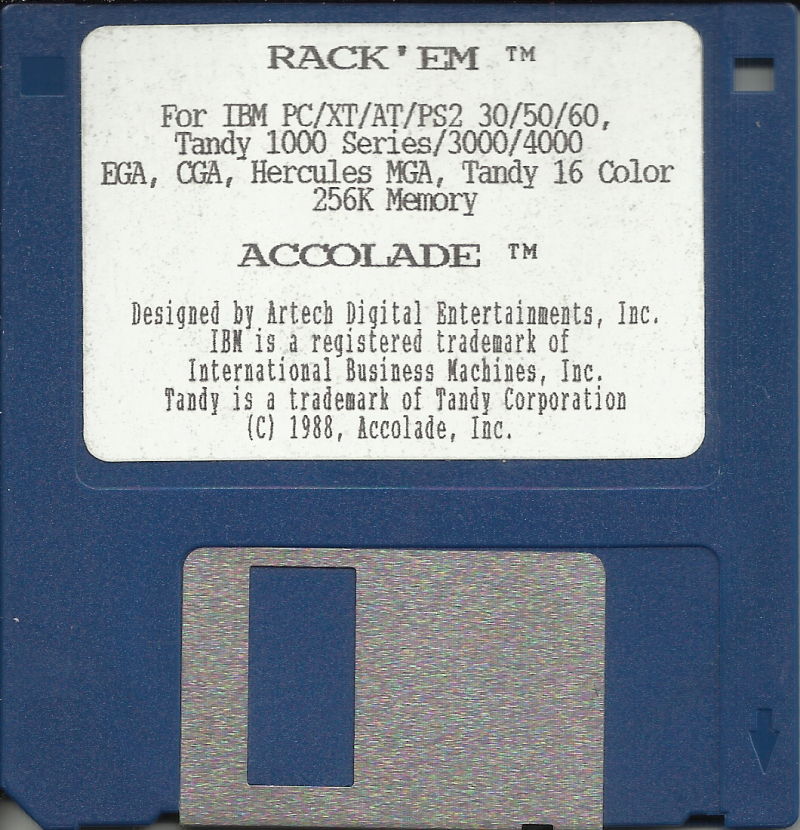 RACK'EM ™
For IBM PC/XT/AT/PS2 30/50/60,
Tandy 1000 Series/3000/4000
EGA, CGA, Hercules MGA, Tandy 16 Color
256K Memory
ACCOLADE ™
Designed by Artech Digital Entertainments, Inc.
IBM is a registered trademark of
International Business Machines, Inc.
Tandy is a trademark of Tandy Corporation
(C) 1988, Accolade, Inc.